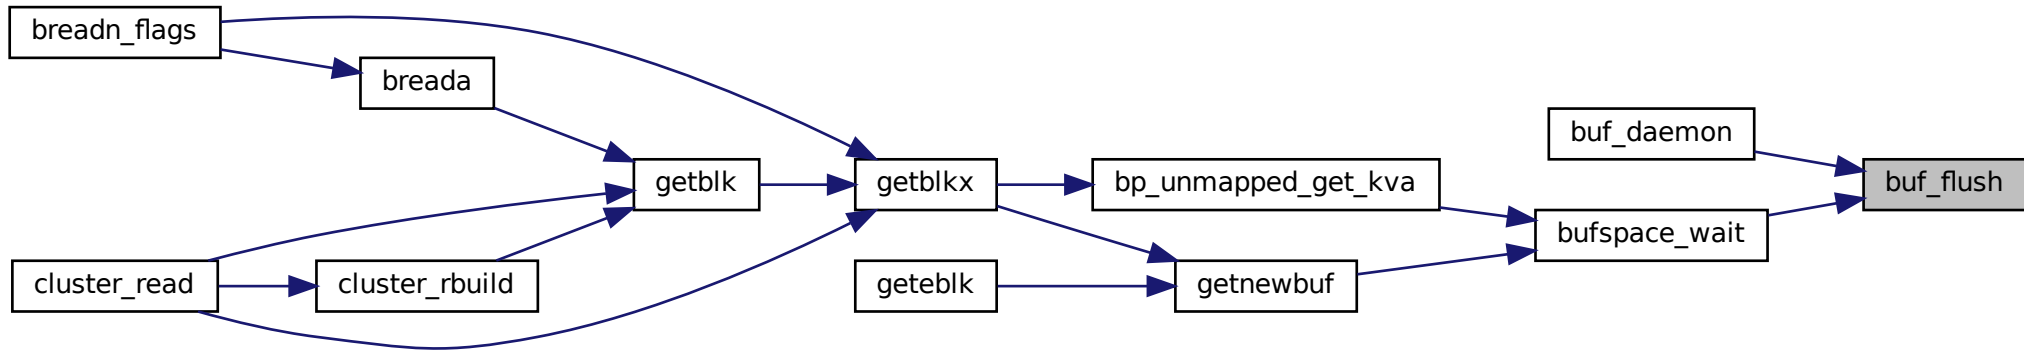 breadn_flags
breada
buf_daemon
getblk
getblkx
bp_unmapped_get_kva
buf_flush
bufspace_wait
cluster_read
cluster_rbuild
geteblk
getnewbuf